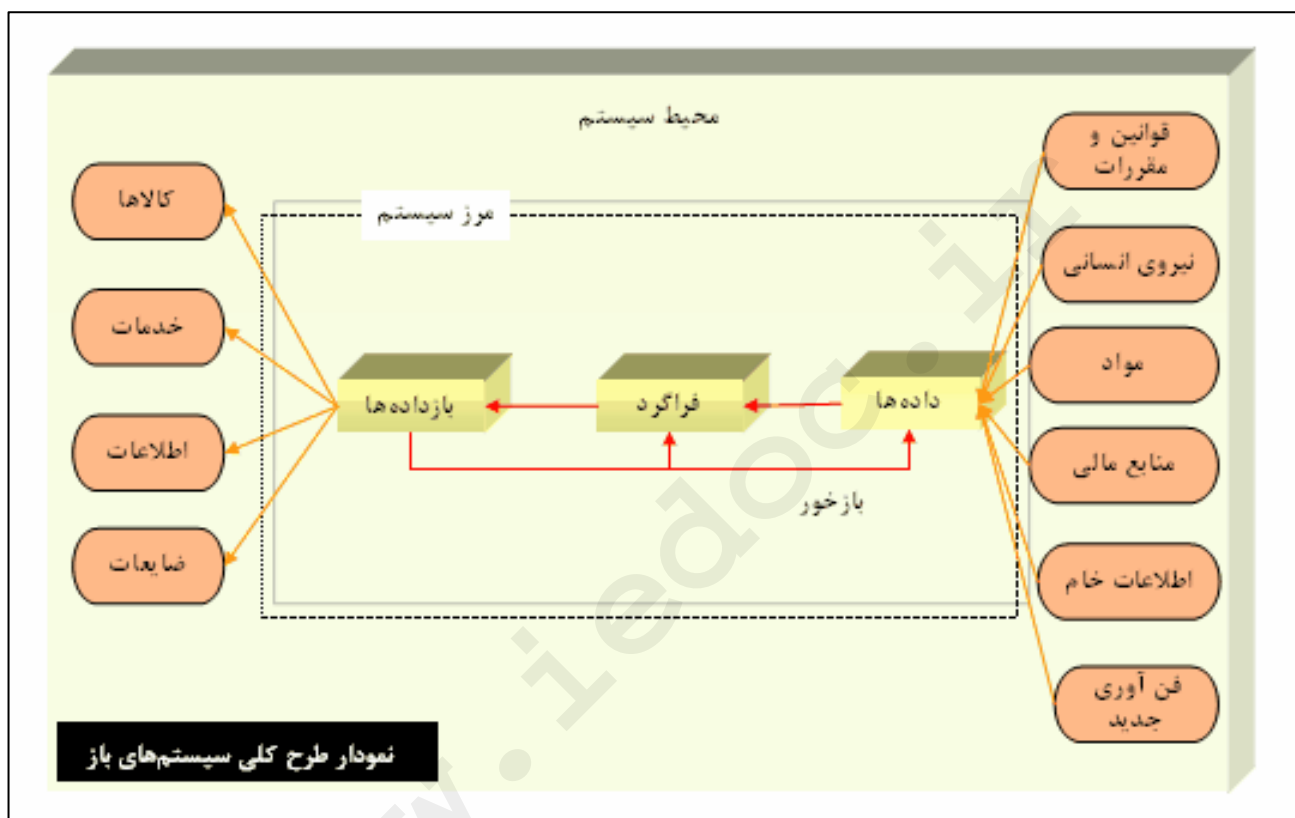 محیط سیستم
قوانین و
مقررات
نیروی انسانی
مواد
منابع مالی
اطلاعات خام
فن آوری
جدید
مرز سیستم
داده‌ها
فراگرد
بازداده‌ها
بازخور
کالاها
خدمات
اطلاعات
ضایعات
نمودار طرح کلی سیستم‌های باز
w.iedoc.ir